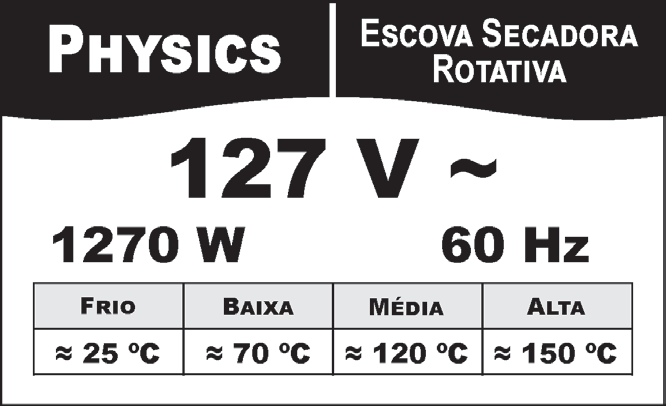 PHYSICS
ESCOVA SECADORA
ROTATIVA
127 V ~
1270 W 60 Hz
FRIO BAIXA MÉDIA ALTA
≈ 25 ºC ≈ 70 ºC ≈ 120 ºC ≈ 150 ºC